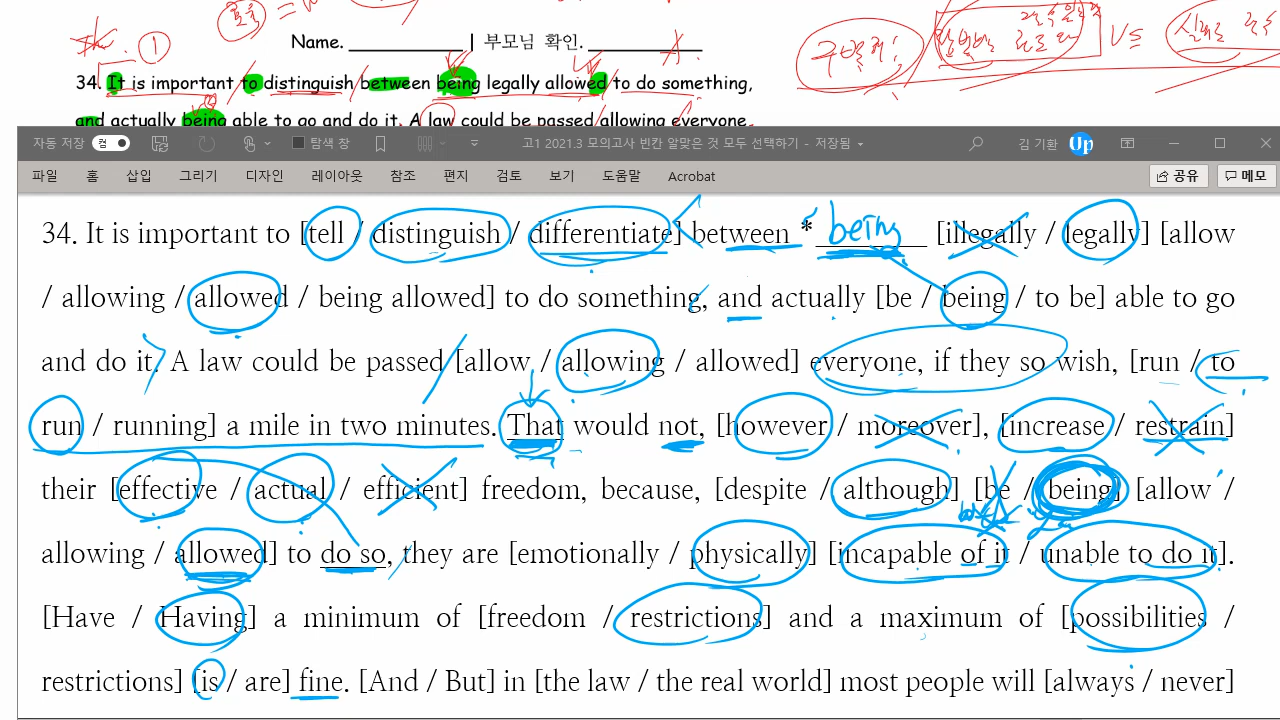 ①
Name. ____________ | 부모님 확인. ____________
34. It is important to distinguish between being legally allowed to do something,
and actually being able to go and do it. A law could be passed allowing everyone,
자동 저장 컴 탐색 창 고1 2021.3 모의고사 빈칸 알맞은 것 모두 선택하기 - 저장됨 김 기환 Up
파일 홈 삽입 그리기 디자인 레이아웃 참조 편지 검토 보기 도움말 Acrobat 공유 메모
34. It is important to [tell / distinguish / differentiate] between *being [illegally / legally] [allow
/ allowing / allowed / being allowed] to do something, and actually [be / being / to be] able to go
and do it. A law could be passed [allow / allowing / allowed] everyone, if they so wish, [run / to
run / running] a mile in two minutes. That would not, [however / moreover], [increase / restrain]
their [effective / actual / efficient] freedom, because, [despite / although] [be / being] [allow /
allowing / allowed] to do so, they are [emotionally / physically] [incapable of it / unable to do it].
[Have / Having] a minimum of [freedom / restrictions] and a maximum of [possibilities /
restrictions] [is / are] fine. [And / But] in [the law / the real world] most people will [always / never]